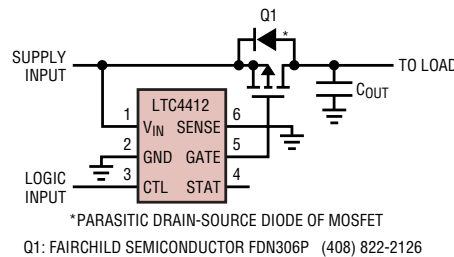 Q1
*
SUPPLY
INPUT
TO LOAD
COUT
LTC4412
1
VIN
SENSE
6
2
GND
GATE
5
LOGIC
INPUT
3
CTL
STAT
4
*PARASITIC DRAIN-SOURCE DIODE OF MOSFET
Q1: FAIRCHILD SEMICONDUCTOR FDN306P (408) 822-2126